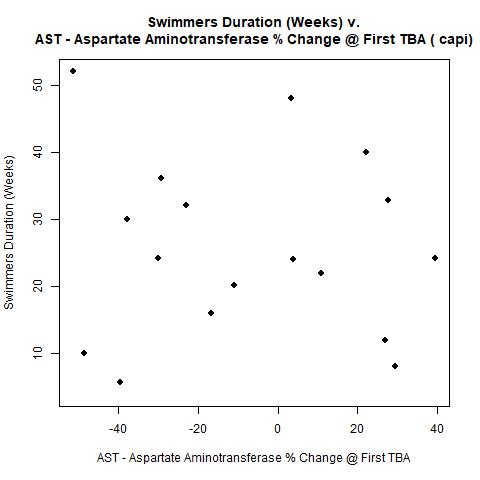 Swimmers Duration (Weeks) v.
AST - Aspartate Aminotransferase % Change @ First TBA ( capi)
Swimmers Duration (Weeks)
50
40
30
20
10
-40
-20
0
20
40
AST - Aspartate Aminotransferase % Change @ First TBA